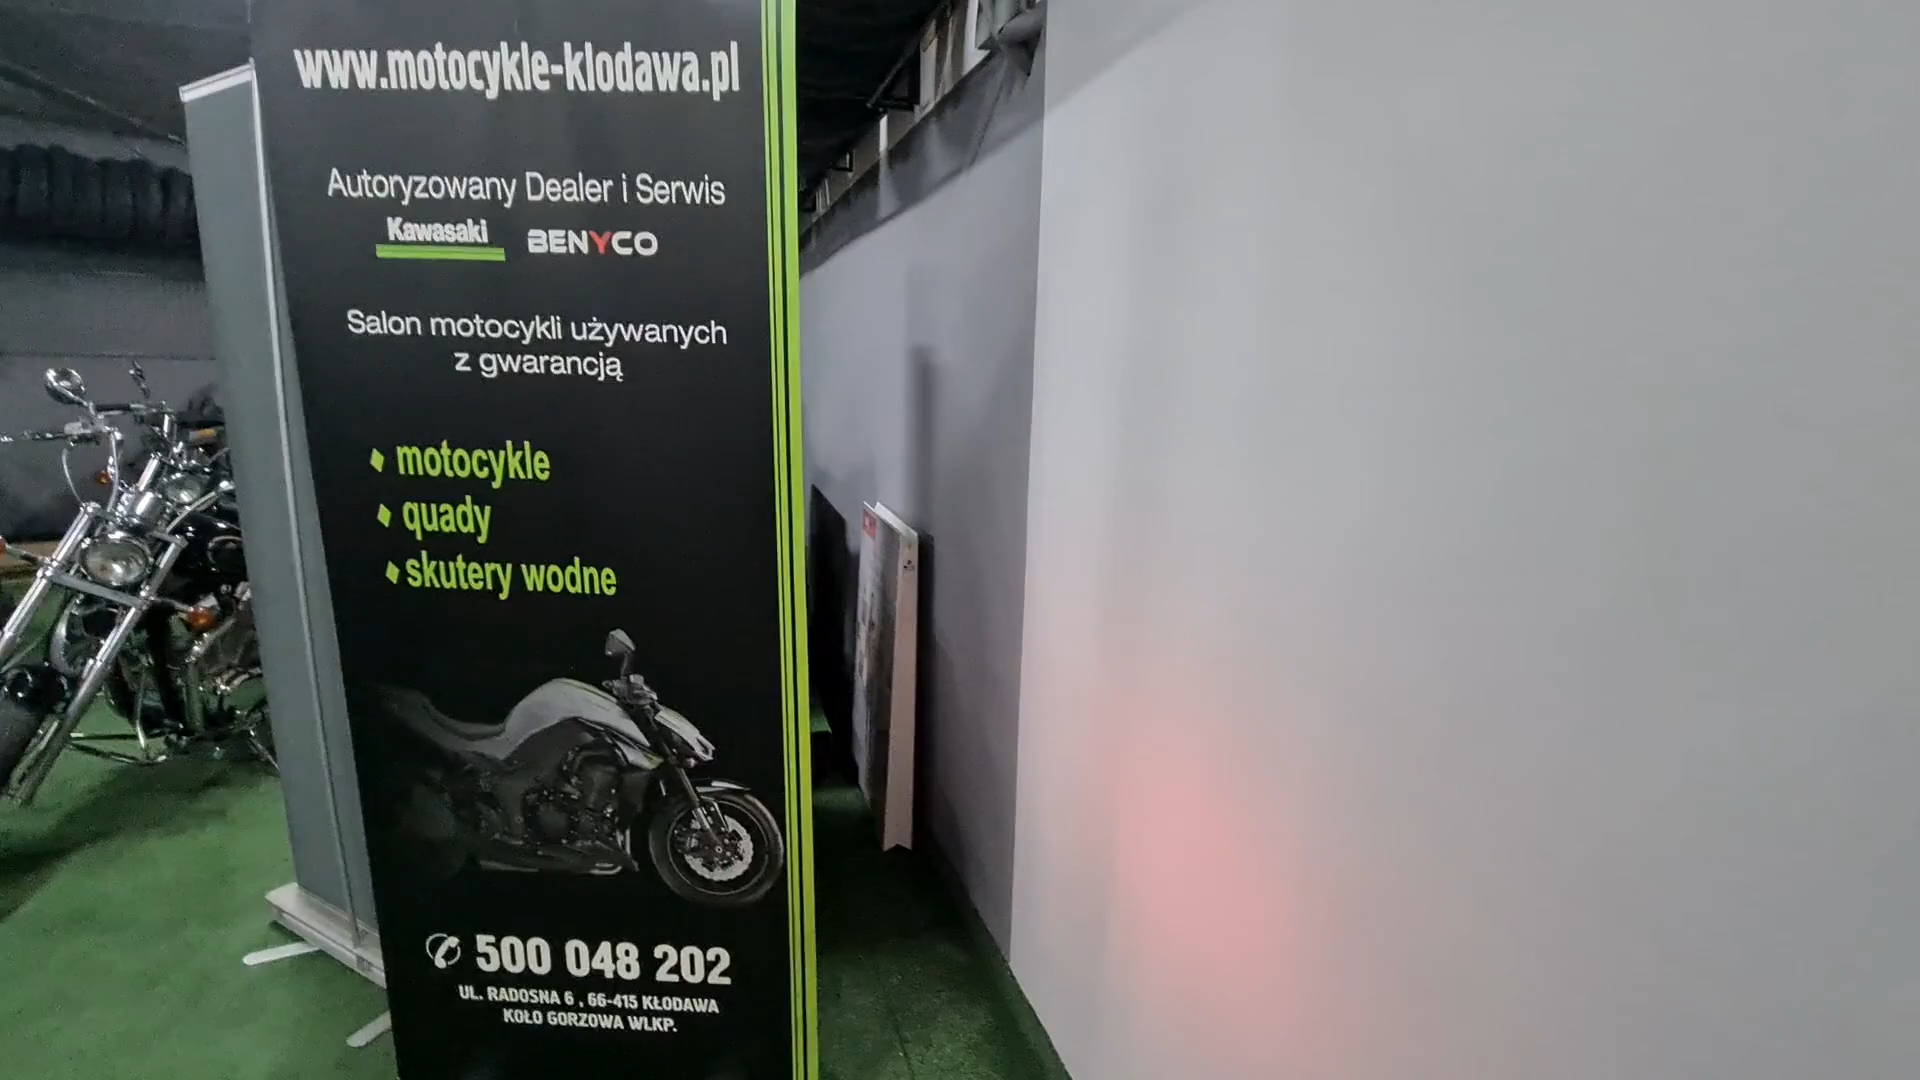 www.motocykle-klodawa.pl
Autoryzowany Dealer i Serwis
Kawasaki BENYCO
Salon motocykli używanych
z gwarancją
motocykle
quady
skutery wodne
500 048 202
UL. RADOSNA 6 , 66-415 KŁODAWA
KOŁO GORZOWA WLKP.